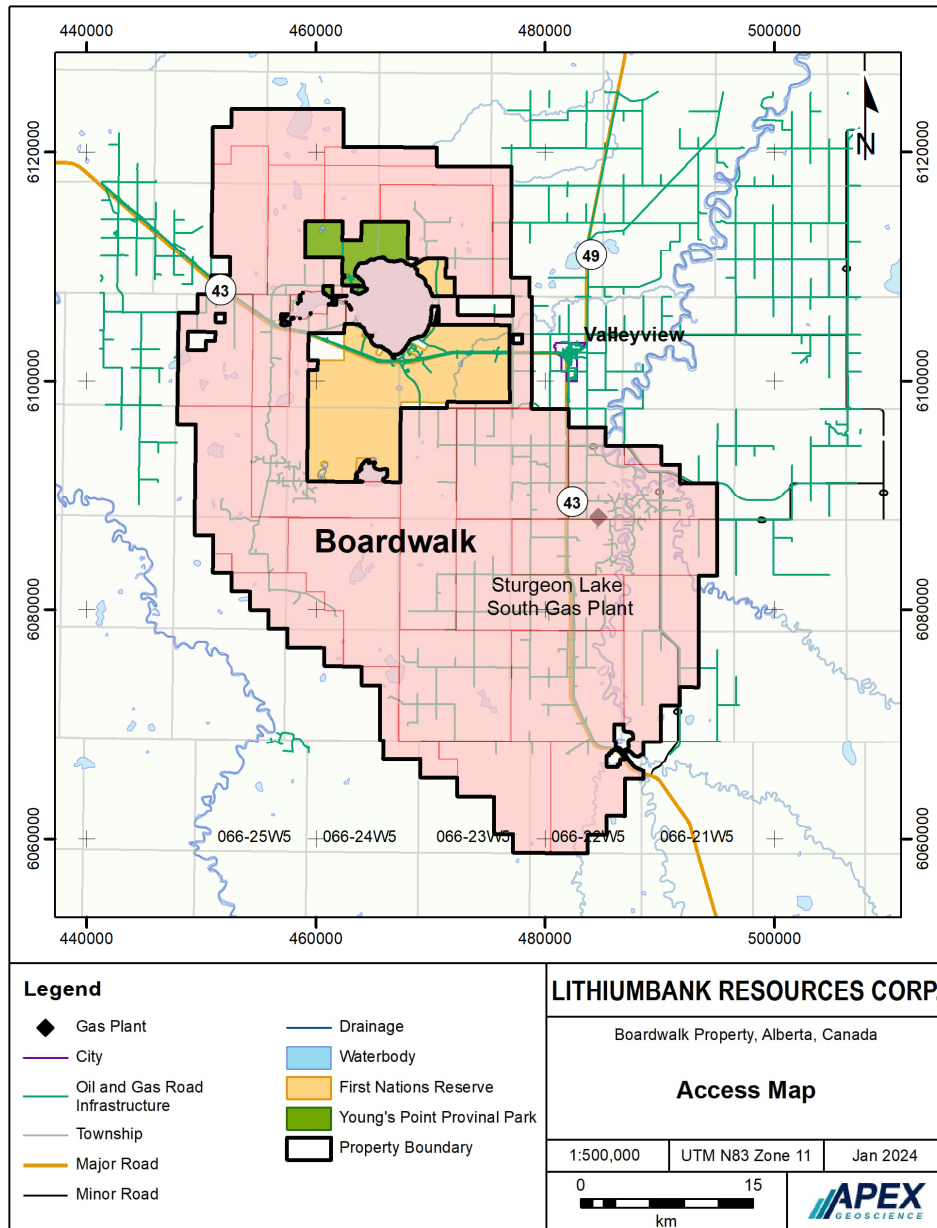 440000 460000 480000 500000
6120000
6100000
6080000
6060000
N
49
43
Valleyview
43
Boardwalk
Sturgeon Lake
South Gas Plant
066-25W5 066-24W5 066-23W5 066-22W5 066-21W5
6120000
6100000
6080000
6060000
440000 460000 480000 500000
Legend
Gas Plant
City
Oil and Gas Road
Infrastructure
Township
Major Road
Minor Road
Drainage
Waterbody
First Nations Reserve
Young's Point Provinal Park
Property Boundary
LITHIUMBANK RESOURCES CORP.
Boardwalk Property, Alberta, Canada
Access Map
1:500,000 UTM N83 Zone 11 Jan 2024
0 15
km
APEX
GEOSCIENCE